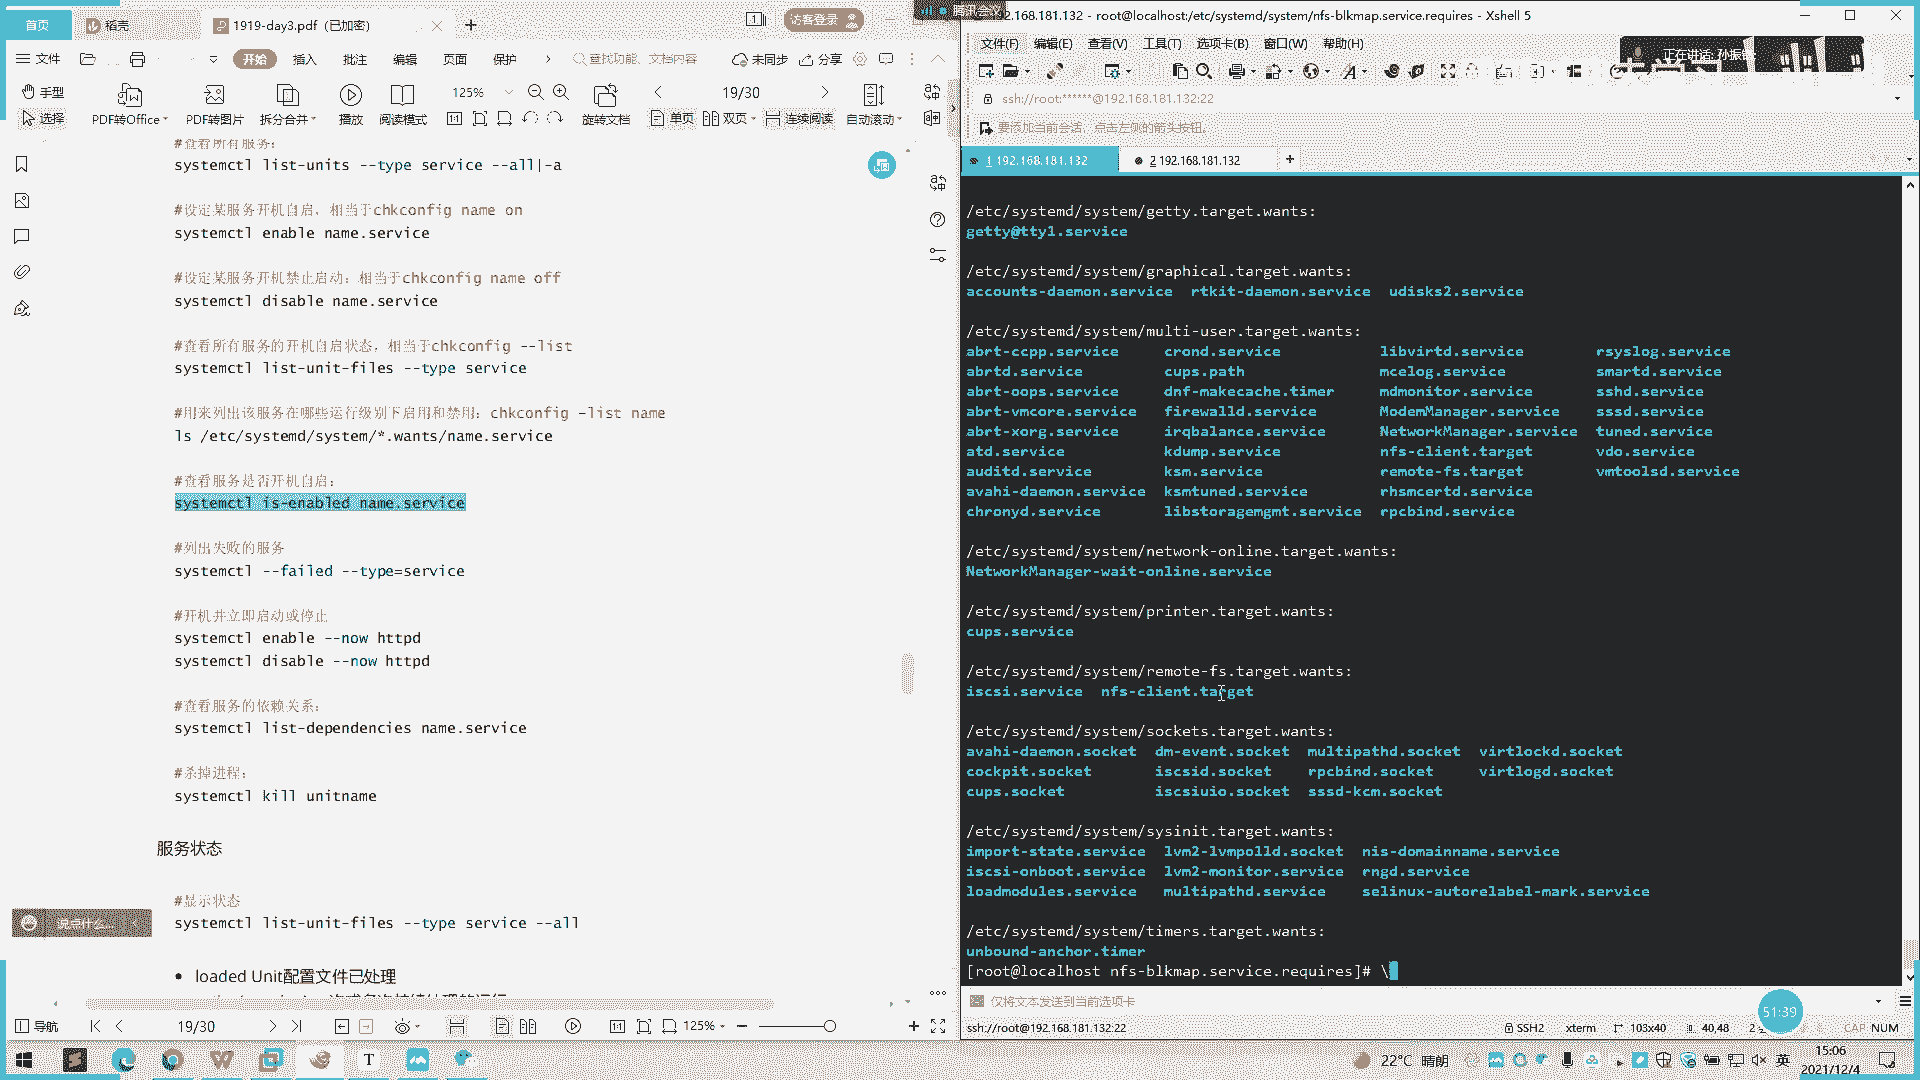 首页
稻壳
1919-day3.pdf (已加密)
访客登录
文件
开始
插入
批注
编辑
页面
保护
查找功能、文档内容
未同步
分享
手型
选择
PDF转Office
PDF转图片
拆分合并
播放
阅读模式
125%
19/30
旋转文档
单页
双页
连续阅读
自动滚动
#查看所有服务:
systemctl list-units --type service --all|-a
#设定某服务开机自启，相当于chkconfig name on
systemctl enable name.service
#设定某服务开机禁止启动：相当于chkconfig name off
systemctl disable name.service
#查看所有服务的开机自启状态，相当于chkconfig --list
systemctl list-unit-files --type service
#用来列出该服务在哪些运行级别下启用和禁用：chkconfig -list name
ls /etc/systemd/system/*.wants/name.service
#查看服务是否开机自启：
systemctl is-enabled name.service
#列出失败的服务
systemctl --failed --type=service
#开机并立即启动或停止
systemctl enable --now httpd
systemctl disable --now httpd
#查看服务的依赖关系：
systemctl list-dependencies name.service
#杀掉进程：
systemctl kill unitname
服务状态
#显示状态
systemctl list-unit-files --type service --all
• loaded Unit配置文件已处理
说点什么...
导航
19/30
125%
腾讯会议
192.168.181.132 - root@localhost:/etc/systemd/system/nfs-blkmap.service.requires - Xshell 5
文件(F) 编辑(E) 查看(V) 工具(T) 选项卡(B) 窗口(W) 帮助(H)
正在讲话: 孙振
ssh://root:******@192.168.181.132:22
要添加当前会话，点击左侧的箭头按钮。
1 192.168.181.132
2 192.168.181.132
/etc/systemd/system/getty.target.wants:
getty@tty1.service
/etc/systemd/system/graphical.target.wants:
accounts-daemon.service rtkit-daemon.service udisks2.service
/etc/systemd/system/multi-user.target.wants:
abrt-ccpp.service crond.service libvirtd.service rsyslog.service
abrtd.service cups.path mcelog.service smartd.service
abrt-oops.service dnf-makecache.timer mdmonitor.service sshd.service
abrt-vmcore.service firewalld.service ModemManager.service sssd.service
abrt-xorg.service irqbalance.service NetworkManager.service tuned.service
atd.service kdump.service nfs-client.target vdo.service
auditd.service ksm.service remote-fs.target vmtoolsd.service
avahi-daemon.service ksmtuned.service rhsmcertd.service
chronyd.service libstoragemgmt.service rpcbind.service
/etc/systemd/system/network-online.target.wants:
NetworkManager-wait-online.service
/etc/systemd/system/printer.target.wants:
cups.service
/etc/systemd/system/remote-fs.target.wants:
iscsi.service nfs-client.target
/etc/systemd/system/sockets.target.wants:
avahi-daemon.socket dm-event.socket multipathd.socket virtlockd.socket
cockpit.socket iscsid.socket rpcbind.socket virtlogd.socket
cups.socket iscsiuio.socket sssd-kcm.socket
/etc/systemd/system/sysinit.target.wants:
import-state.service lvm2-lvmpolld.socket nis-domainname.service
iscsi-onboot.service lvm2-monitor.service rngd.service
loadmodules.service multipathd.service selinux-autorelabel-mark.service
/etc/systemd/system/timers.target.wants:
unbound-anchor.timer
[root@localhost nfs-blkmap.service.requires]# \
仅将文本发送到当前选项卡
51:39
ssh://root@192.168.181.132:22
SSH2
xterm
103x40
40,48
CAP NUM
22°C 晴朗
英
15:06
2021/12/4